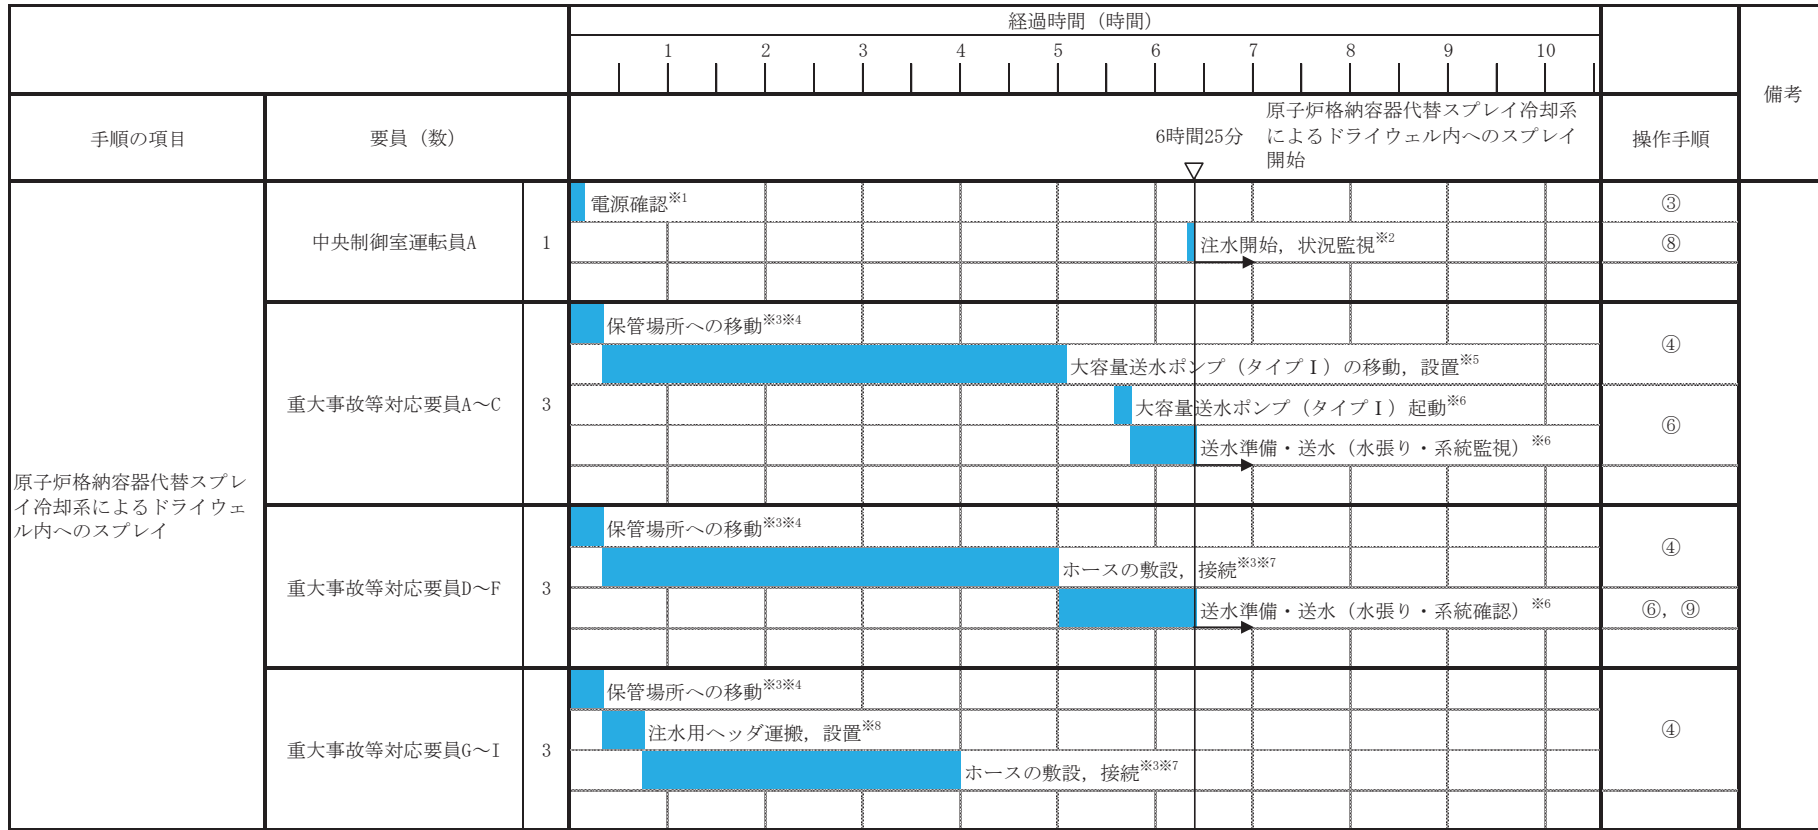 経過時間（時間）
1 2 3 4 5 6 7 8 9 10
備考
手順の項目
要員（数）
6時間25分
原子炉格納容器代替スプレイ冷却系
によるドライウェル内へのスプレイ
開始
▽
操作手順
原子炉格納容器代替スプレ
イ冷却系によるドライウェ
ル内へのスプレイ
中央制御室運転員A
1
電源確認※1
③
注水開始，状況監視※2
⑧
重大事故等対応要員A～C
3
保管場所への移動※3※4
大容量送水ポンプ（タイプⅠ）の移動，設置※5
④
大容量送水ポンプ（タイプⅠ）起動※6
送水準備・送水（水張り・系統監視）※6
⑥
重大事故等対応要員D～F
3
保管場所への移動※3※4
ホースの敷設，接続※3※7
④
送水準備・送水（水張り・系統確認）※6
⑥，⑨
重大事故等対応要員G～I
3
保管場所への移動※3※4
注水用ヘッダ運搬，設置※8
ホースの敷設，接続※3※7
④